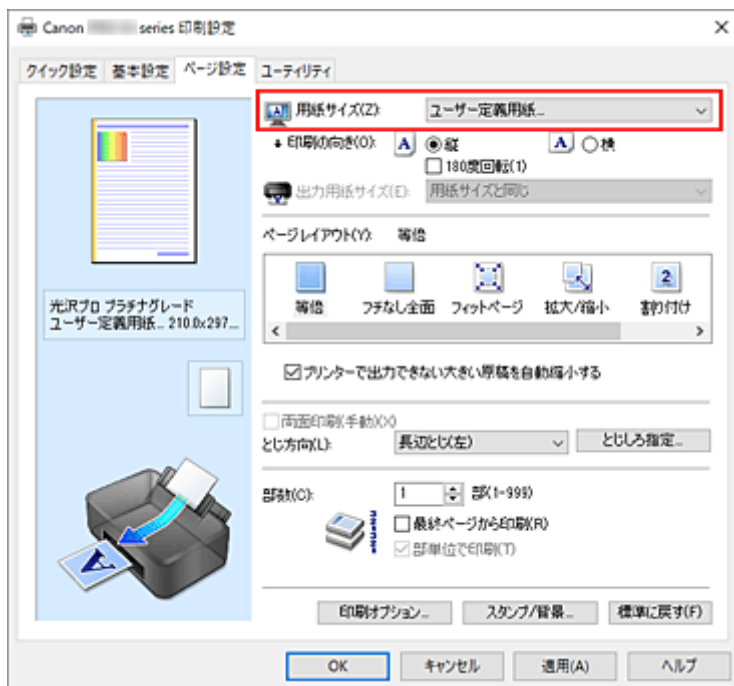 Canon series 印刷設定
クイック設定 基本設定 ページ設定 ユーティリティ
用紙サイズ(Z): ユーザー定義用紙...
印刷の向き(O): A 縦 A 横
180度回転(1)
出力用紙サイズ(E): 用紙サイズと同じ
ページレイアウト(Y): 等倍
等倍 フチなし全面 フィットページ 拡大/縮小 割り付け
光沢プロ プラチナグレード
ユーザー定義用紙... 210.0x297...
プリンターで出力できない大きい原稿を自動縮小する
両面印刷(手動)(X)
とじ方向(L): 長辺とじ(左) とじしろ指定...
部数(C): 1 部(1-999)
最終ページから印刷(R)
部単位で印刷(T)
印刷オプション... スタンプ/背景... 標準に戻す(F)
OK キャンセル 適用(A) ヘルプ